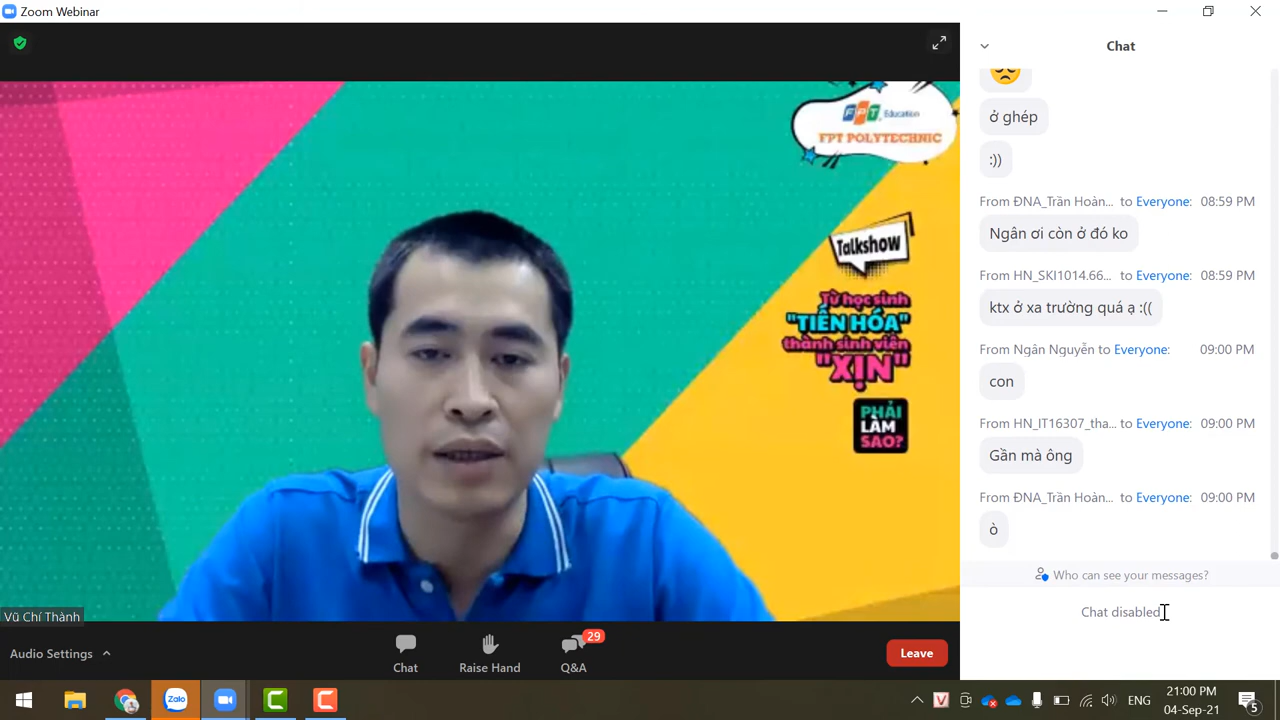 Zoom Webinar
Education
FPT POLYTECHNIC
Talkshow
Từ học sinh
"TIẾN HÓA"
thành sinh viên
"XỊN"
PHẢI
LÀM
SAO?
Vũ Chí Thành
Audio Settings
Chat
Raise Hand
Q&A
29
Leave
Chat
ở ghép
:))
From ĐNA_Trần Hoàn... to Everyone: 08:59 PM
Ngân ơi còn ở đó ko
From HN_SKI1014.66... to Everyone: 08:59 PM
ktx ở xa trường quá ạ :((
From Ngân Nguyễn to Everyone: 09:00 PM
con
From HN_IT16307_tha... to Everyone: 09:00 PM
Gần mà ông
From ĐNA_Trần Hoàn... to Everyone: 09:00 PM
ò
Who can see your messages?
Chat disabled
Zalo
ENG
21:00 PM
04-Sep-21
5